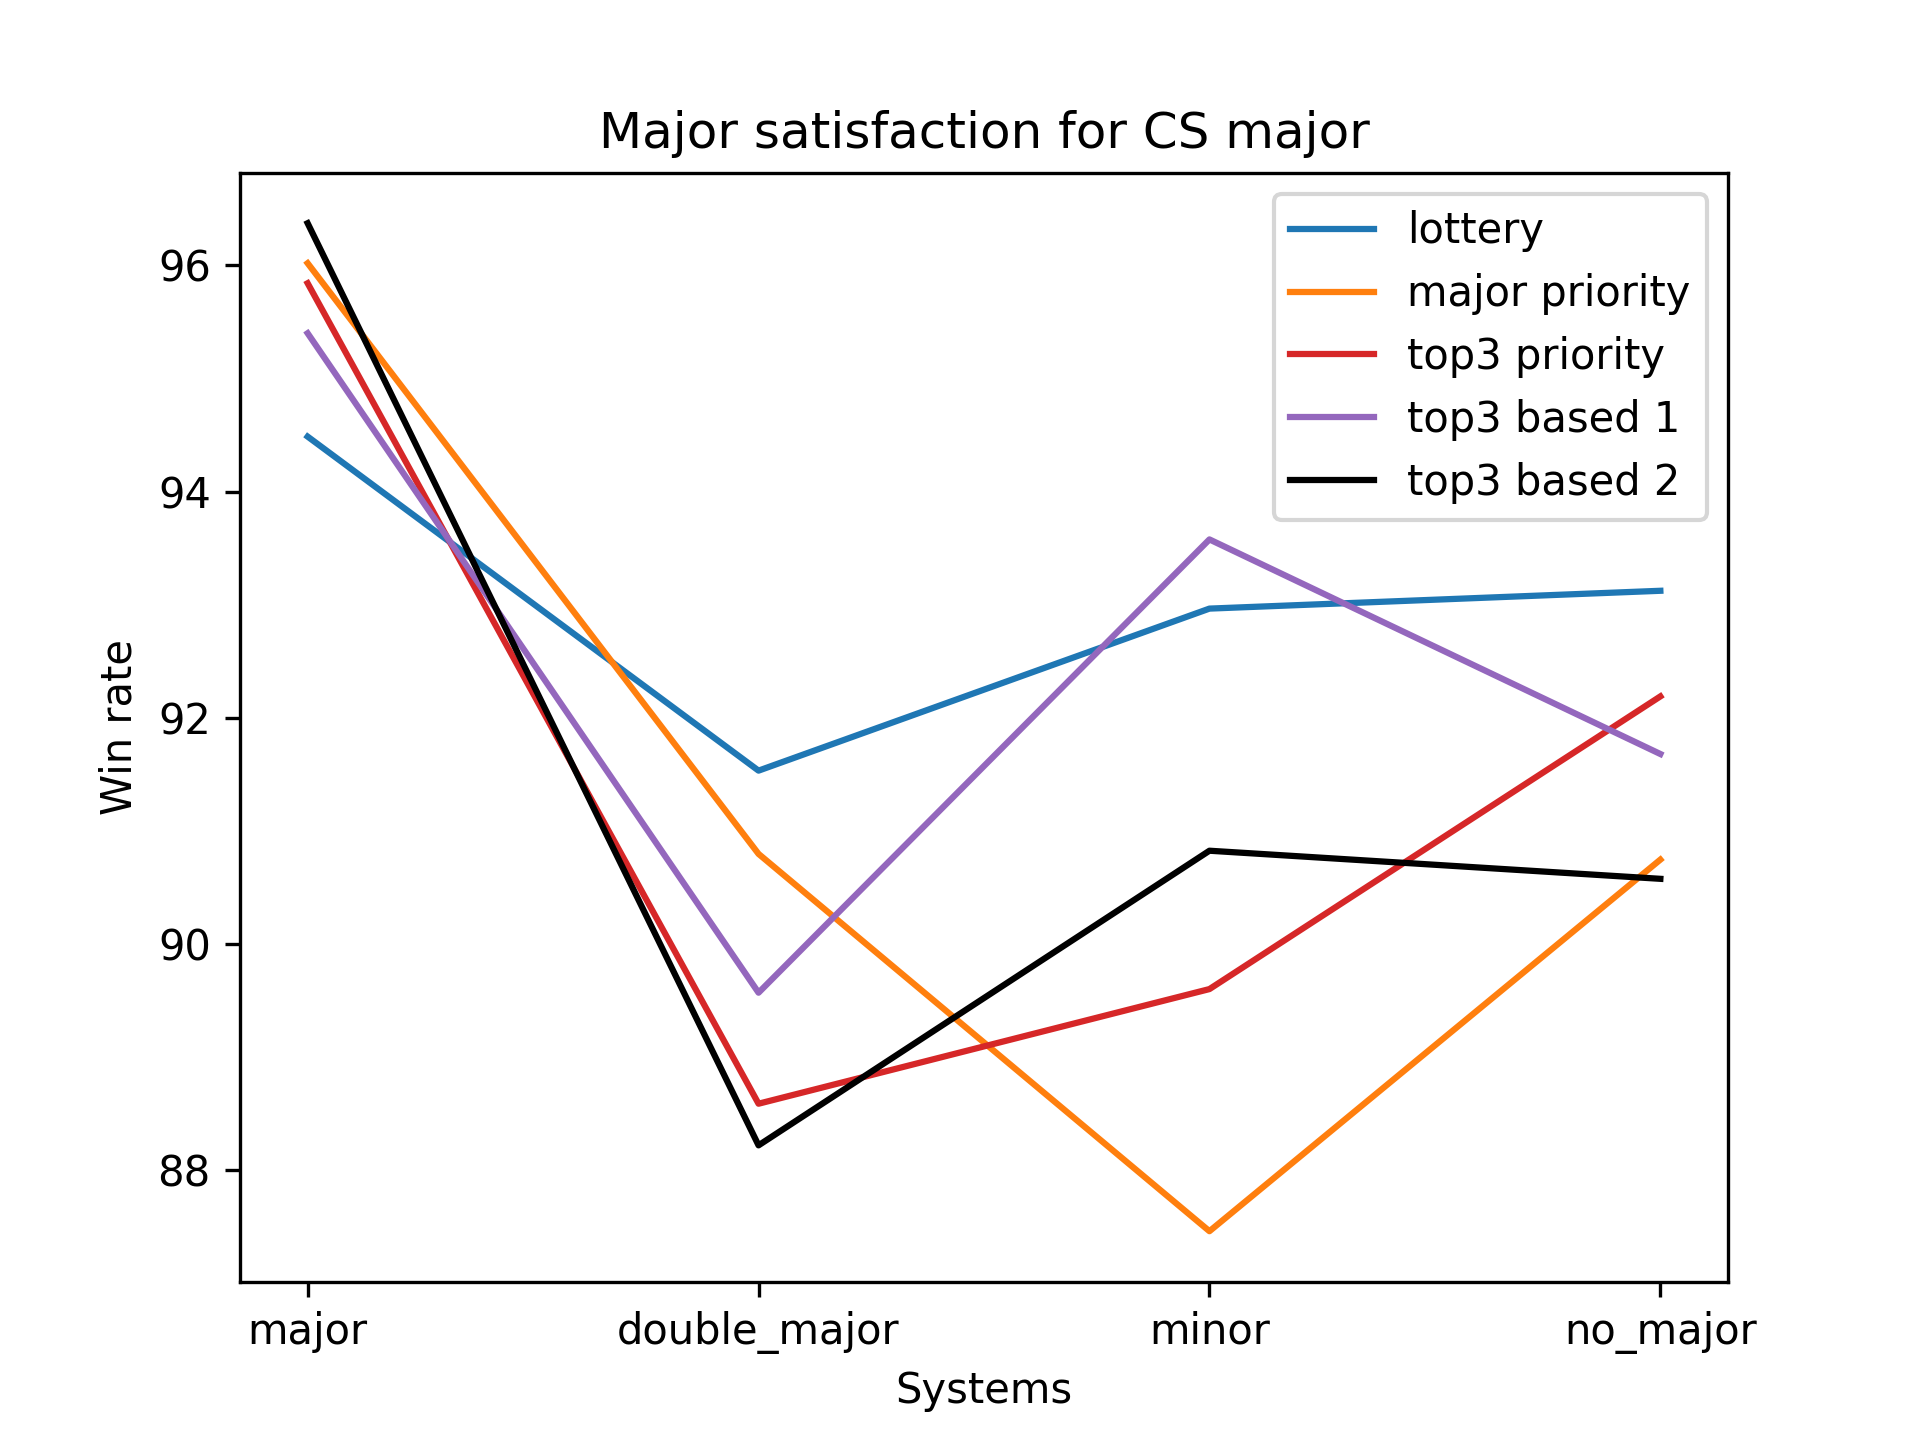 Major satisfaction for CS major
lottery
major priority
top3 priority
top3 based 1
top3 based 2
96
94
92
90
88
Win rate
major
double_major
minor
no_major
Systems